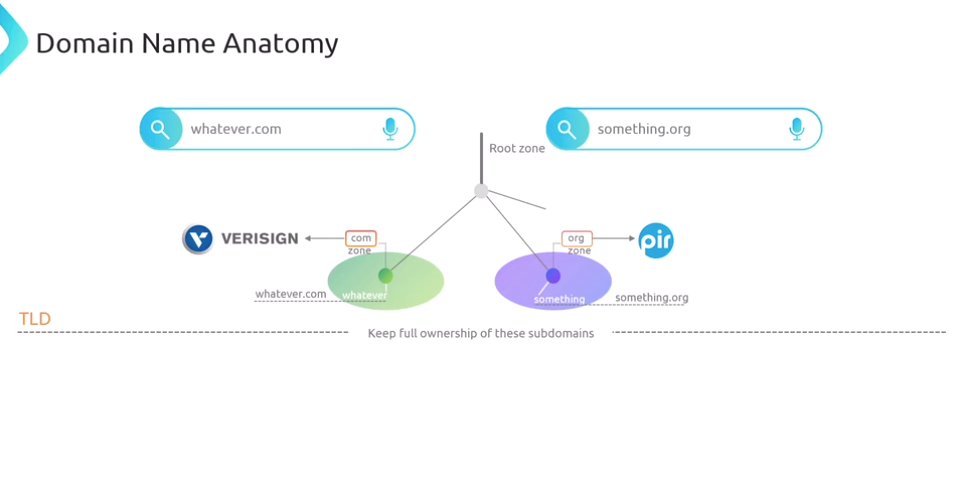 Domain Name Anatomy
whatever.com
something.org
Root zone
VERISIGN
com
zone
org
zone
pir
whatever.com
whatever
something
something.org
TLD
Keep full ownership of these subdomains